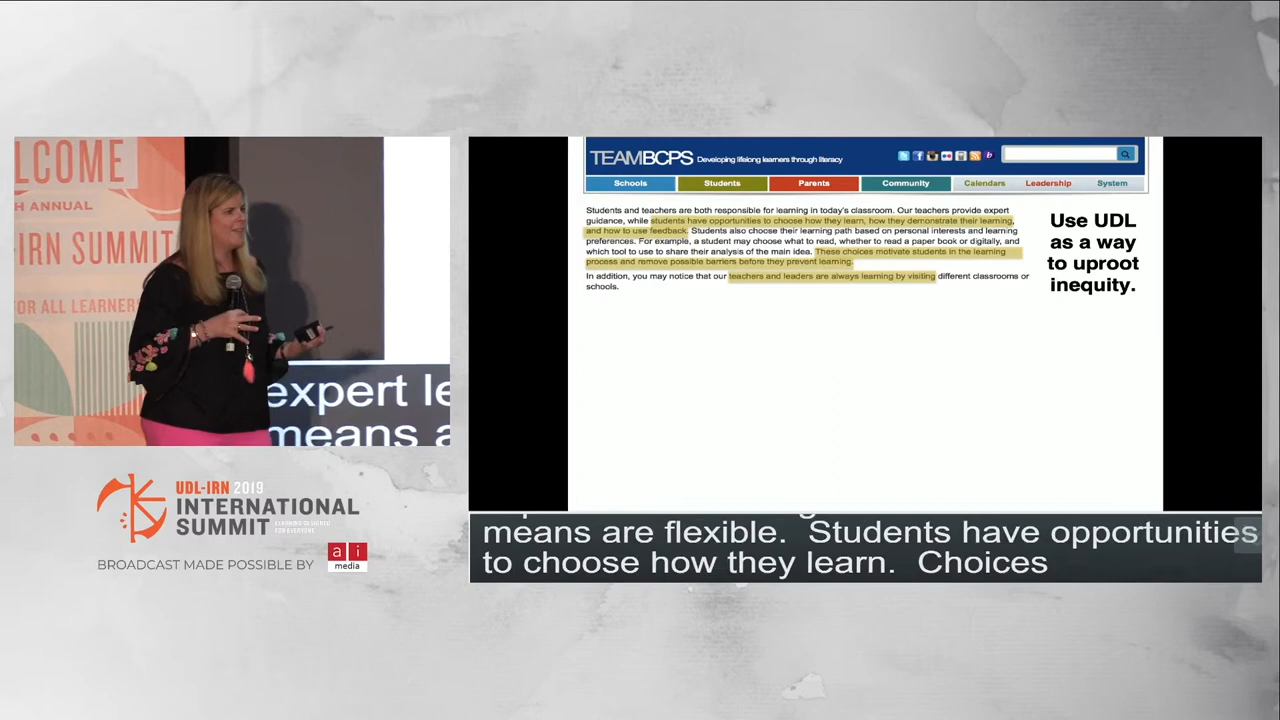 LCOME
H ANNUAL
IRN SUMMIT
FOR ALL LEARNERS
expert le
means a
UDL-IRN 2019
INTERNATIONAL
SUMMIT
BROADCAST MADE POSSIBLE BY
ai
media
TEAMBCPS Developing lifelong learners through literacy
Schools Students Parents Community Calendars Leadership System
Students and teachers are both responsible for learning in today's classroom. Our teachers provide expert
guidance, while students have opportunities to choose how they learn, how they demonstrate their learning,
and how to use feedback. Students also choose their learning path based on personal interests and learning
preferences. For example, a student may choose what to read, whether to read a paper book or digitally, and
which tool to use to share their analysis of the main idea. These choices motivate students in the learning
process and remove possible barriers before they prevent learning.
In addition, you may notice that our teachers and leaders are always learning by visiting different classrooms or
schools.
Use UDL
as a way
to uproot
inequity.
means are flexible. Students have opportunities
to choose how they learn. Choices